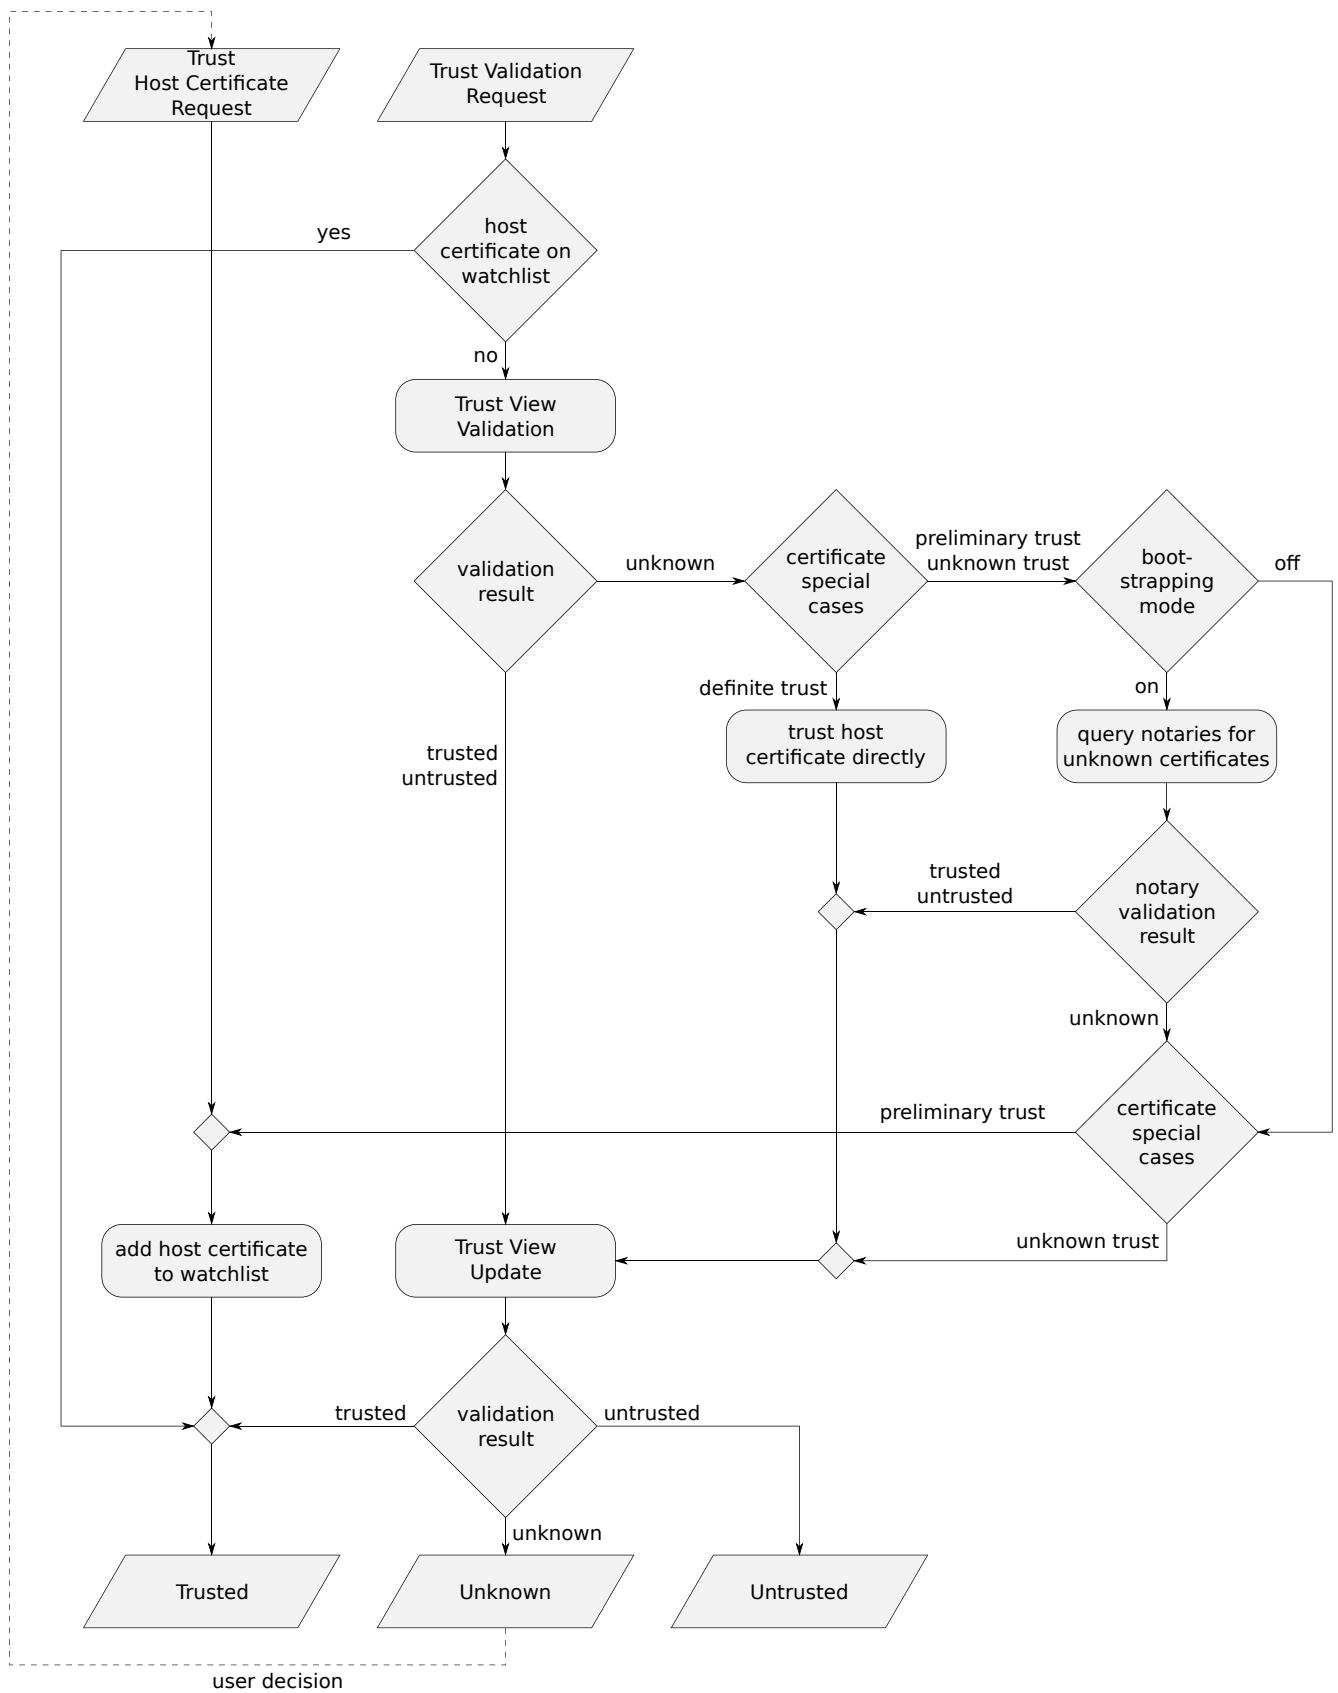 Trust
Host Certificate
Request
Trust Validation
Request
yes
host
certificate on
watchlist
no
Trust View
Validation
validation
result
unknown
certificate
special
cases
preliminary trust
unknown trust
boot-
strapping
mode
off
definite trust
on
trust host
certificate directly
query notaries for
unknown certificates
trusted
untrusted
trusted
untrusted
notary
validation
result
unknown
preliminary trust
certificate
special
cases
unknown trust
add host certificate
to watchlist
Trust View
Update
trusted
validation
result
untrusted
unknown
Trusted
Unknown
Untrusted
user decision